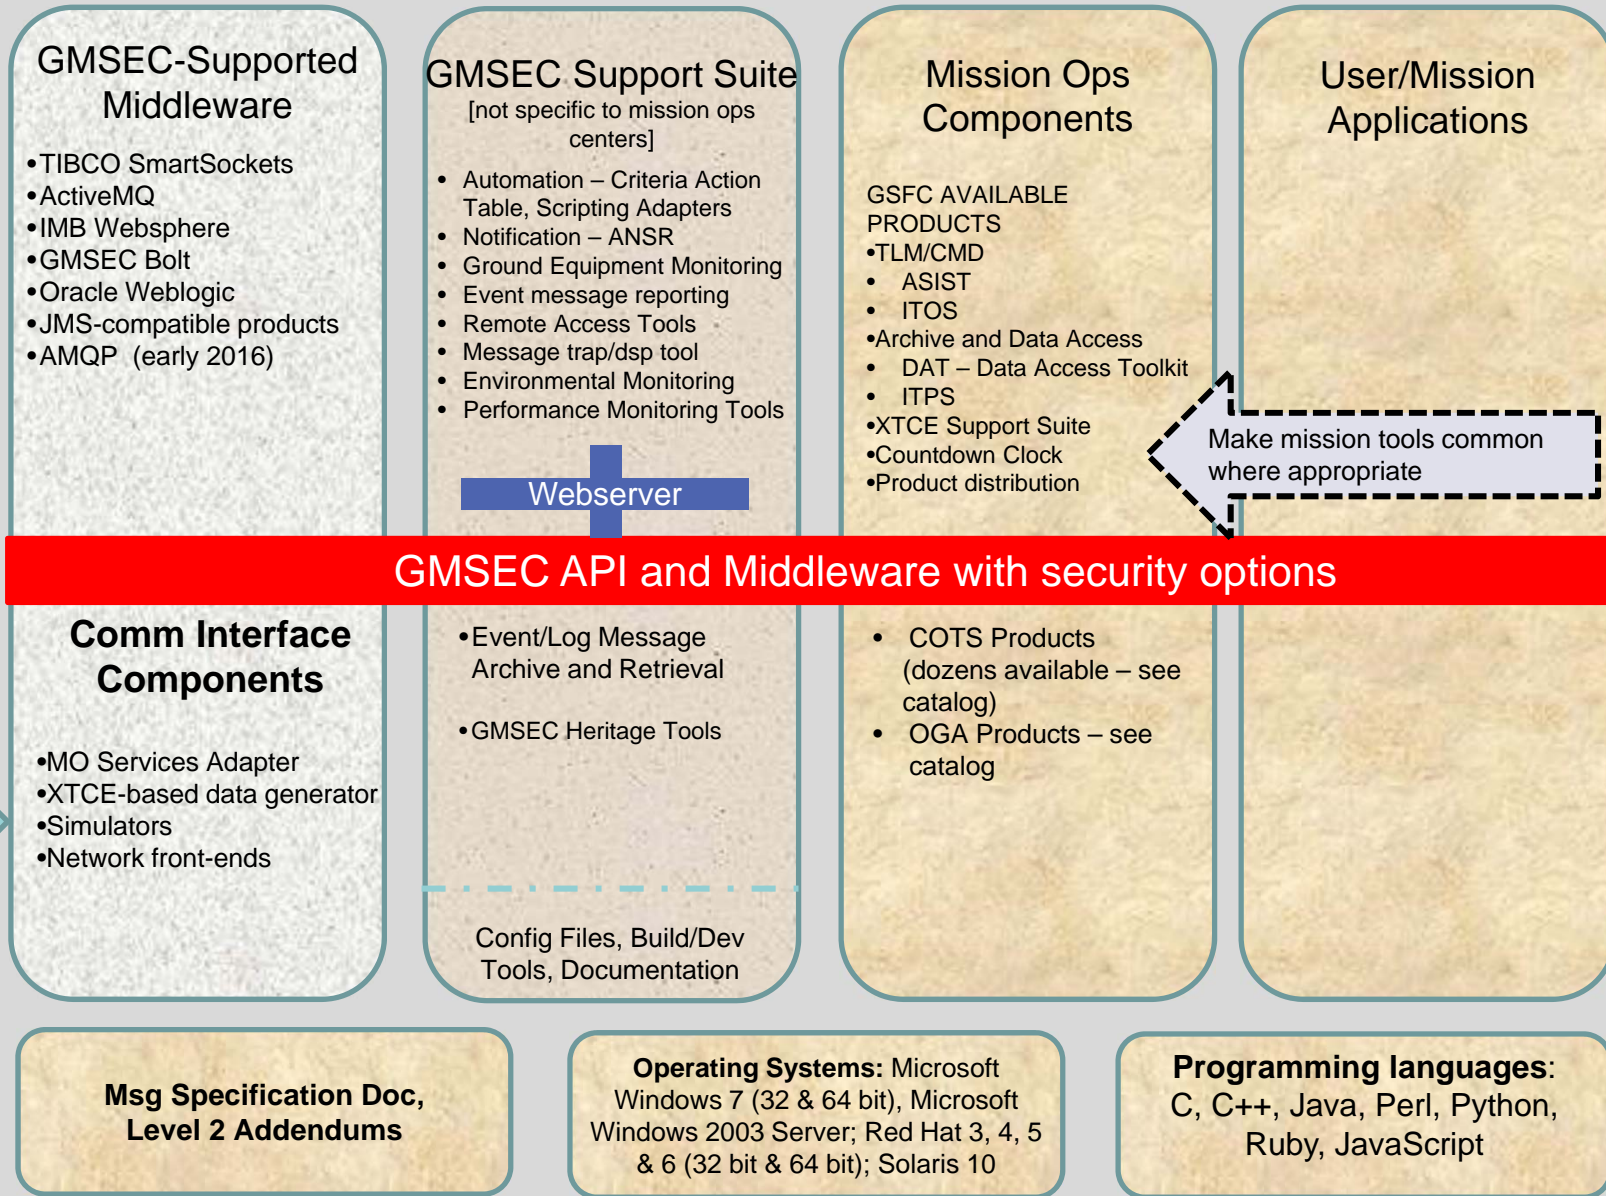 GMSEC-Supported
Middleware
•TIBCO SmartSockets
•ActiveMQ
•IMB Websphere
•GMSEC Bolt
•Oracle Weblogic
•JMS-compatible products
•AMQP (early 2016)
GMSEC Support Suite
[not specific to mission ops
centers]
• Automation – Criteria Action
Table, Scripting Adapters
• Notification – ANSR
• Ground Equipment Monitoring
• Event message reporting
• Remote Access Tools
• Message trap/dsp tool
• Environmental Monitoring
• Performance Monitoring Tools
Webserver
Mission Ops
Components
GSFC AVAILABLE
PRODUCTS
•TLM/CMD
• ASIST
• ITOS
•Archive and Data Access
• DAT – Data Access Toolkit
• ITPS
•XTCE Support Suite
•Countdown Clock
•Product distribution
User/Mission
Applications
Make mission tools common
where appropriate
GMSEC API and Middleware with security options
Comm Interface
Components
•MO Services Adapter
•XTCE-based data generator
•Simulators
•Network front-ends
•Event/Log Message
Archive and Retrieval
•GMSEC Heritage Tools
Config Files, Build/Dev
Tools, Documentation
• COTS Products
(dozens available – see
catalog)
• OGA Products – see
catalog
Msg Specification Doc,
Level 2 Addendums
Operating Systems: Microsoft
Windows 7 (32 & 64 bit), Microsoft
Windows 2003 Server; Red Hat 3, 4, 5
& 6 (32 bit & 64 bit); Solaris 10
Programming languages:
C, C++, Java, Perl, Python,
Ruby, JavaScript